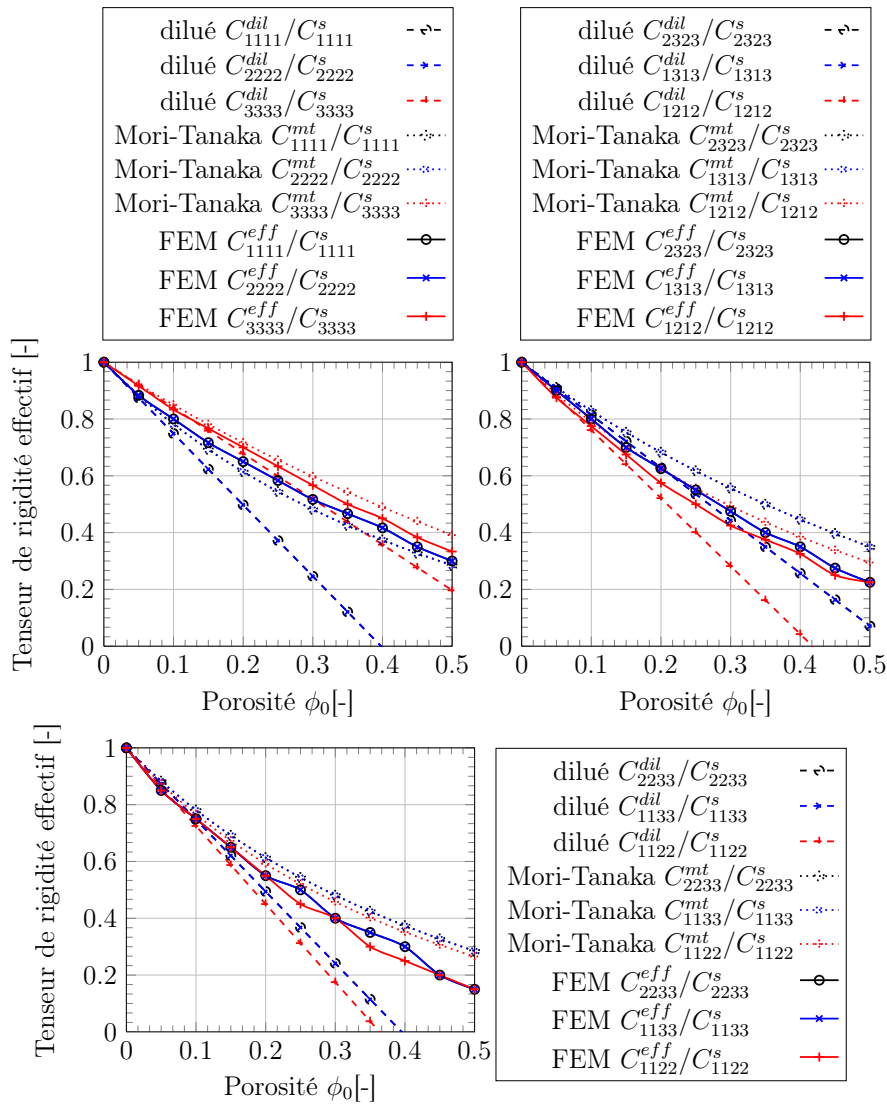 dilué C^{dil}_{1111}/C^{s}_{1111}
dilué C^{dil}_{2222}/C^{s}_{2222}
dilué C^{dil}_{3333}/C^{s}_{3333}
Mori-Tanaka C^{mt}_{1111}/C^{s}_{1111}
Mori-Tanaka C^{mt}_{2222}/C^{s}_{2222}
Mori-Tanaka C^{mt}_{3333}/C^{s}_{3333}
FEM C^{eff}_{1111}/C^{s}_{1111}
FEM C^{eff}_{2222}/C^{s}_{2222}
FEM C^{eff}_{3333}/C^{s}_{3333}
Tenseur de rigidité effectif [-]
1
0.8
0.6
0.4
0.2
0
0 0.1 0.2 0.3 0.4 0.5
Porosité ϕ_0[-]
dilué C^{dil}_{2323}/C^{s}_{2323}
dilué C^{dil}_{1313}/C^{s}_{1313}
dilué C^{dil}_{1212}/C^{s}_{1212}
Mori-Tanaka C^{mt}_{2323}/C^{s}_{2323}
Mori-Tanaka C^{mt}_{1313}/C^{s}_{1313}
Mori-Tanaka C^{mt}_{1212}/C^{s}_{1212}
FEM C^{eff}_{2323}/C^{s}_{2323}
FEM C^{eff}_{1313}/C^{s}_{1313}
FEM C^{eff}_{1212}/C^{s}_{1212}
1
0.8
0.6
0.4
0.2
0
0 0.1 0.2 0.3 0.4 0.5
Porosité ϕ_0[-]
Tenseur de rigidité effectif [-]
1
0.8
0.6
0.4
0.2
0
0 0.1 0.2 0.3 0.4 0.5
Porosité ϕ_0[-]
dilué C^{dil}_{2233}/C^{s}_{2233}
dilué C^{dil}_{1133}/C^{s}_{1133}
dilué C^{dil}_{1122}/C^{s}_{1122}
Mori-Tanaka C^{mt}_{2233}/C^{s}_{2233}
Mori-Tanaka C^{mt}_{1133}/C^{s}_{1133}
Mori-Tanaka C^{mt}_{1122}/C^{s}_{1122}
FEM C^{eff}_{2233}/C^{s}_{2233}
FEM C^{eff}_{1133}/C^{s}_{1133}
FEM C^{eff}_{1122}/C^{s}_{1122}